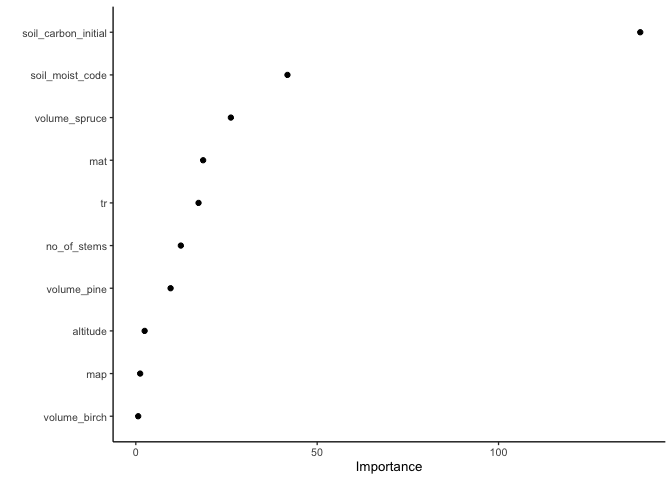 soil_carbon_initial
soil_moist_code
volume_spruce
mat
tr
no_of_stems
volume_pine
altitude
map
volume_birch
0 50 100
Importance